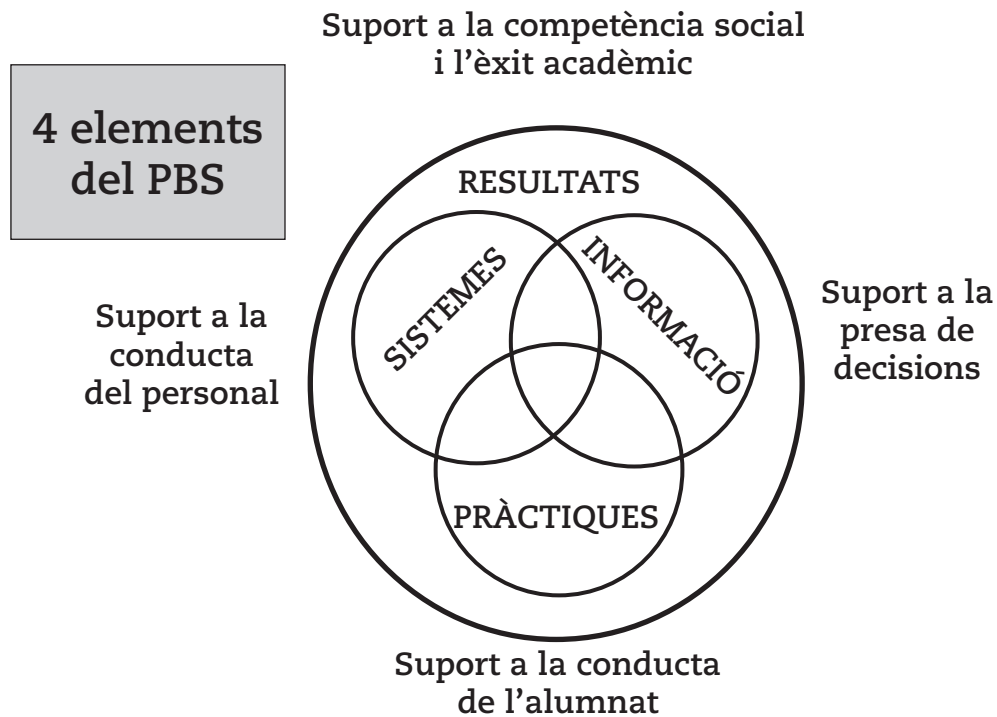 Suport a la competència social
i l'èxit acadèmic
4 elements
del PBS
RESULTATS
SISTEMES
INFORMACIÓ
Suport a la
conducta
del personal
Suport a la
presa de
decisions
PRÀCTIQUES
Suport a la conducta
de l'alumnat